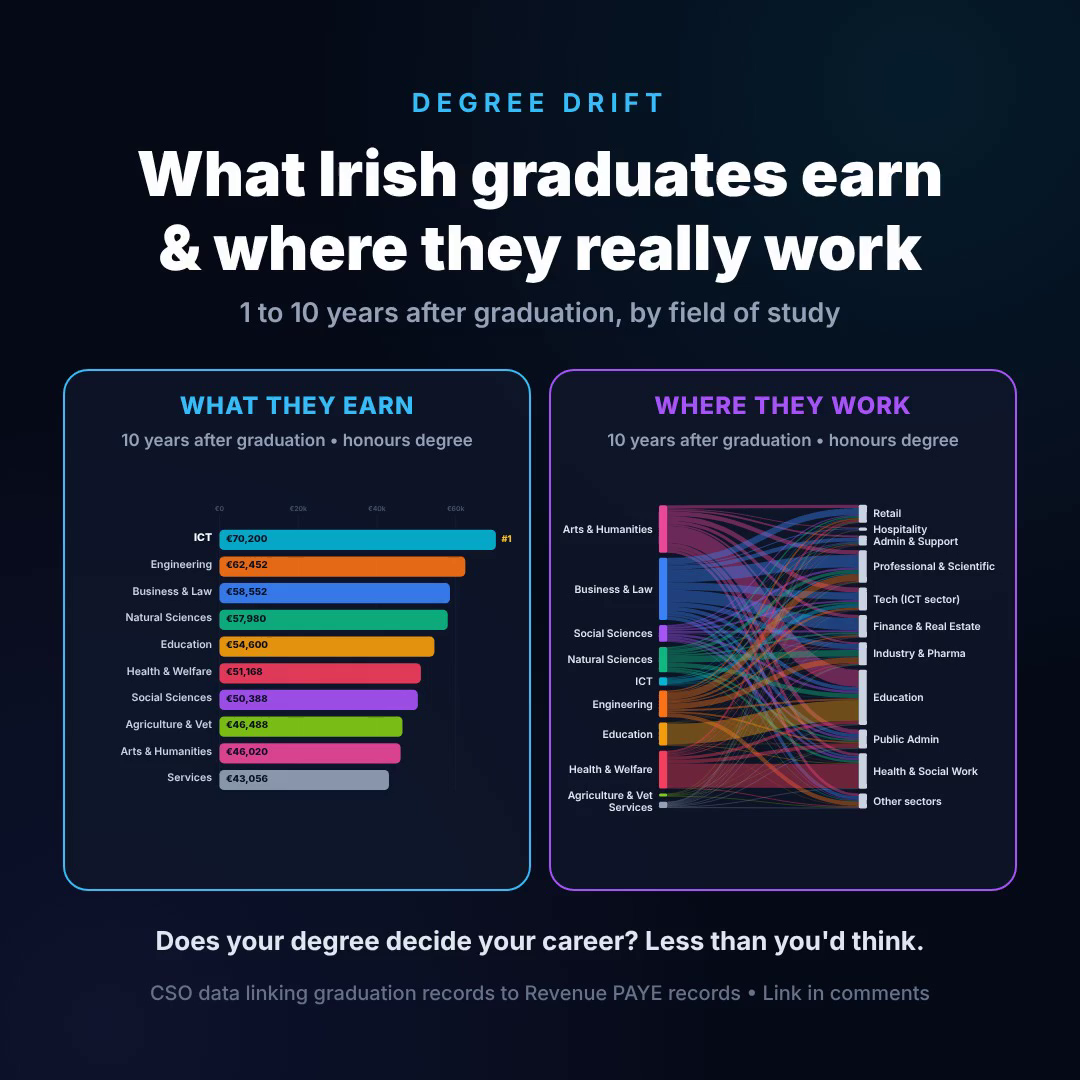 DEGREE DRIFT
What Irish graduates earn
& where they really work
1 to 10 years after graduation, by field of study
WHAT THEY EARN
10 years after graduation • honours degree
€0 €20k €40k €60k
ICT €70,200 #1
Engineering €62,452
Business & Law €58,552
Natural Sciences €57,980
Education €54,600
Health & Welfare €51,168
Social Sciences €50,388
Agriculture & Vet €46,488
Arts & Humanities €46,020
Services €43,056
WHERE THEY WORK
10 years after graduation • honours degree
Arts & Humanities
Business & Law
Social Sciences
Natural Sciences
ICT
Engineering
Education
Health & Welfare
Agriculture & Vet
Services
Retail
Hospitality
Admin & Support
Professional & Scientific
Tech (ICT sector)
Finance & Real Estate
Industry & Pharma
Education
Public Admin
Health & Social Work
Other sectors
Does your degree decide your career? Less than you'd think.
CSO data linking graduation records to Revenue PAYE records • Link in comments